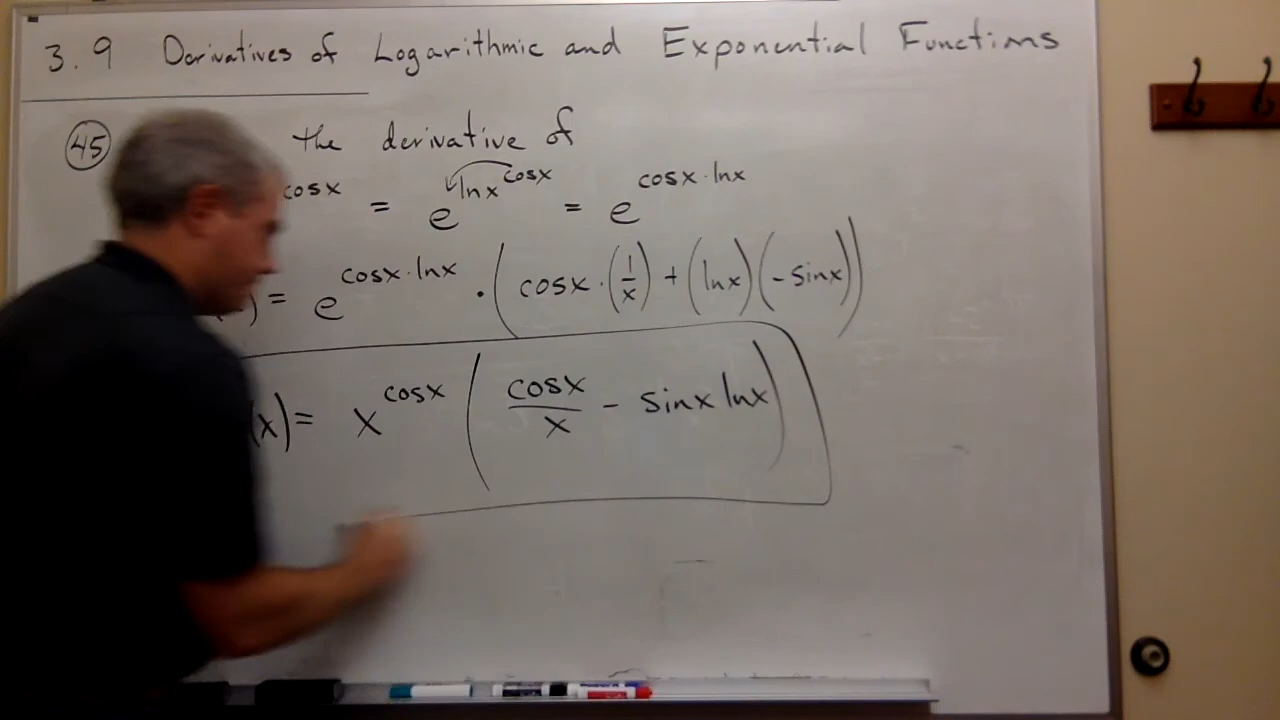 3.9 Derivatives of Logarithmic and Exponential Functions
45 the derivative of
cosx = e^lnx^cosx = e^cosx·lnx
) = e^cosx·lnx · (cosx·(1/x) + (lnx)(-sinx))
(x) = x^cosx (cosx/x - sinx lnx)